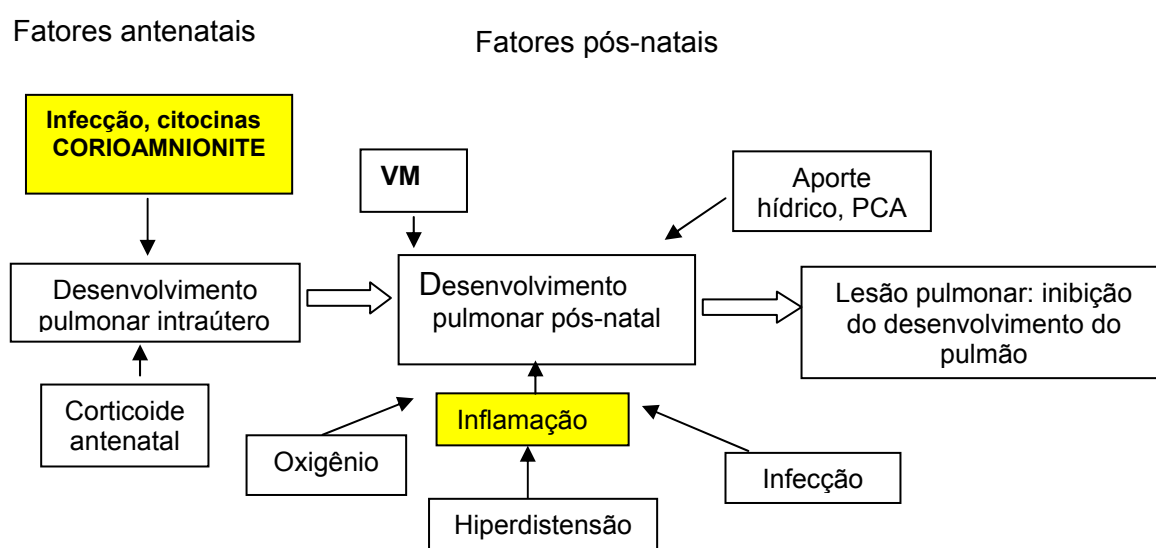 Fatores antenatais
Fatores pós-natais
Infecção, citocinas
CORIOAMNIONITE
VM
Aporte
hídrico, PCA
Desenvolvimento
pulmonar intraútero
Desenvolvimento
pulmonar pós-natal
Lesão pulmonar: inibição
do desenvolvimento do
pulmão
Corticoide
antenatal
Oxigênio
Inflamação
Infecção
Hiperdistensão